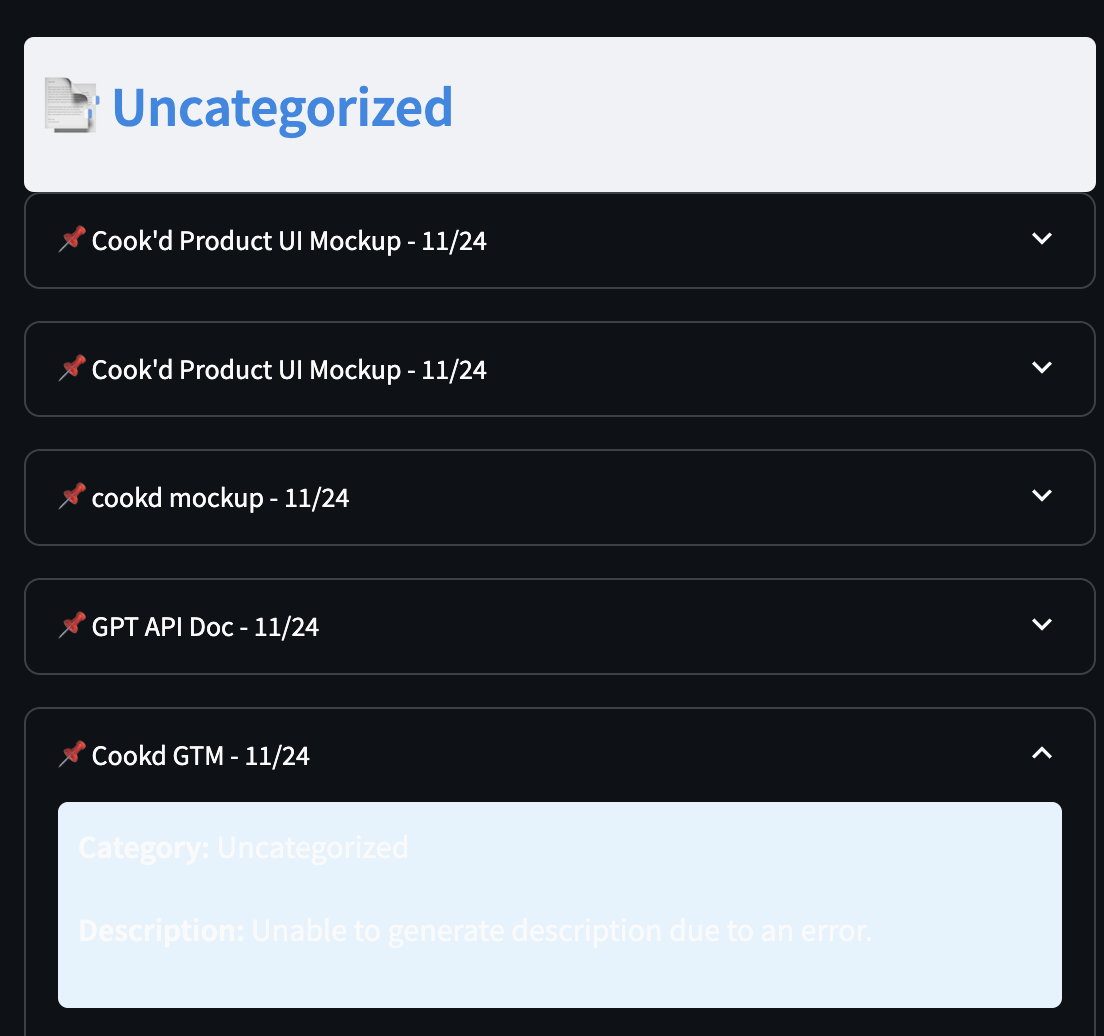 Uncategorized
Cook'd Product UI Mockup - 11/24
Cook'd Product UI Mockup - 11/24
cookd mockup - 11/24
GPT API Doc - 11/24
Cookd GTM - 11/24
Category: Uncategorized
Description: Unable to generate description due to an error.